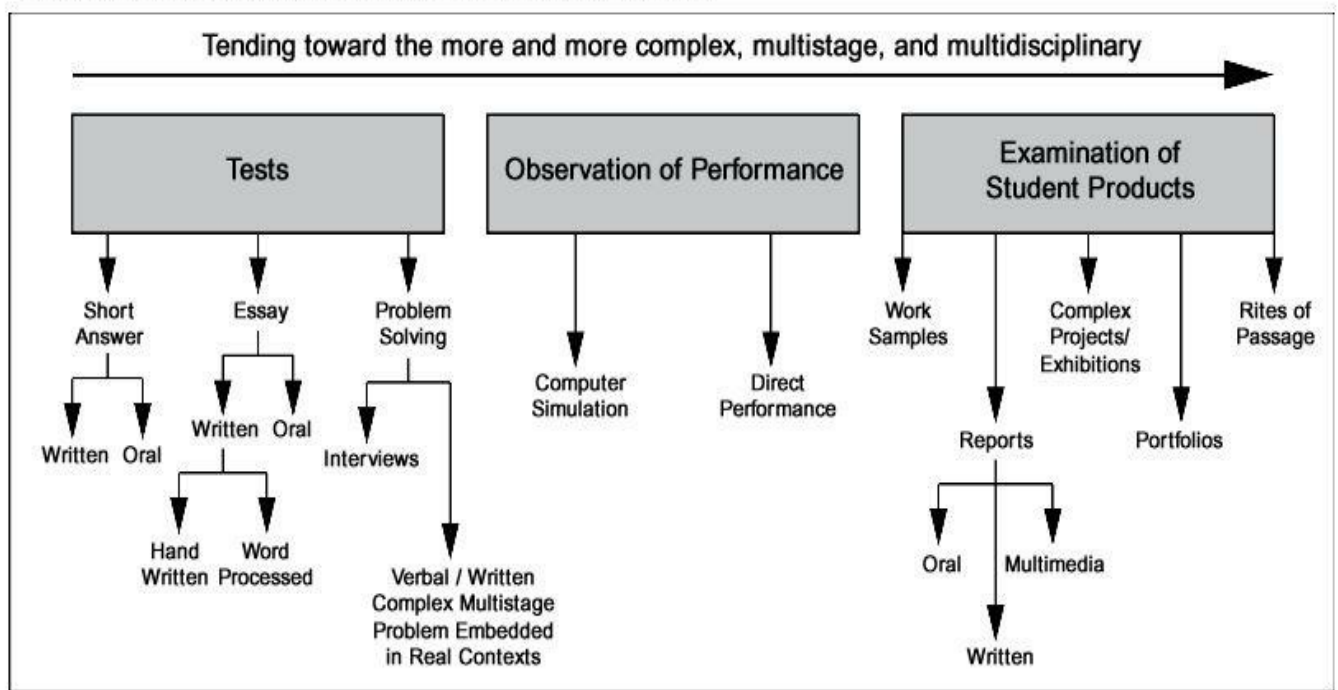 Tending toward the more and more complex, multistage, and multidisciplinary
Tests
Observation of Performance
Examination of
Student Products
Short
Answer
Essay
Problem
Solving
Written
Oral
Written
Oral
Hand
Written
Word
Processed
Interviews
Verbal / Written
Complex Multistage
Problem Embedded
in Real Contexts
Computer
Simulation
Direct
Performance
Work
Samples
Reports
Complex
Projects/
Exhibitions
Portfolios
Rites of
Passage
Oral
Multimedia
Written